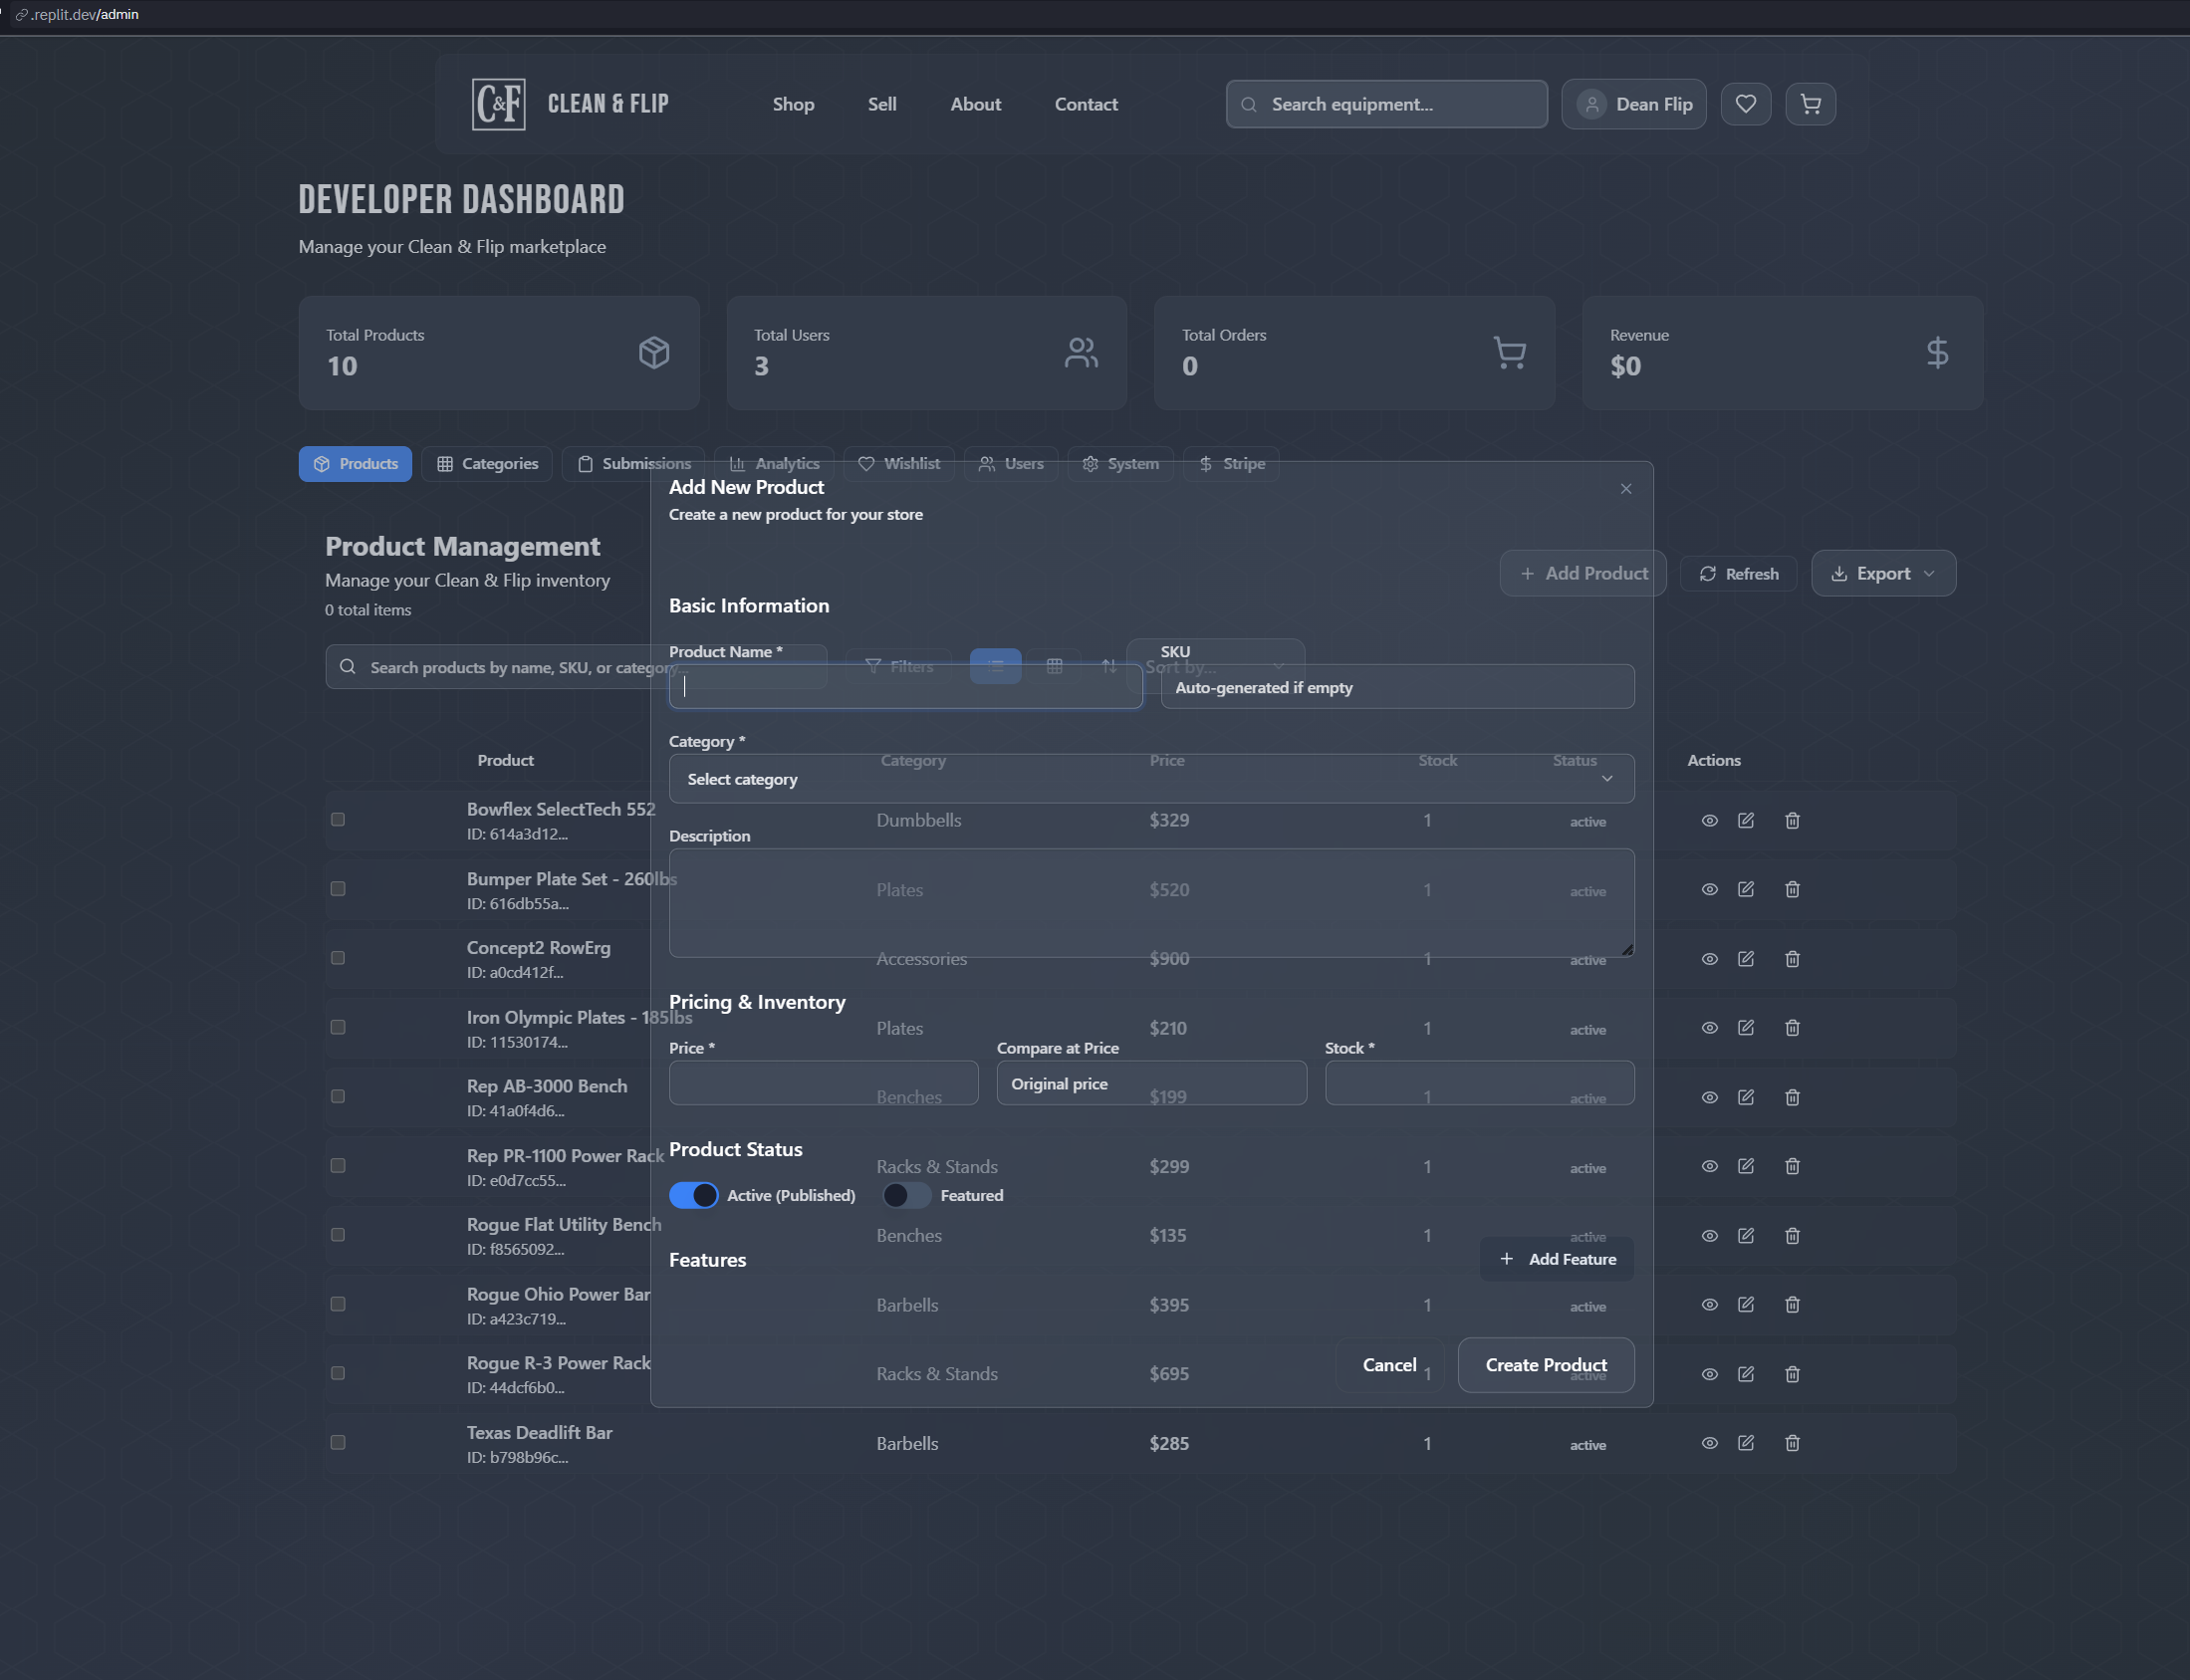 .replit.dev/admin
C&F
CLEAN & FLIP
Shop
Sell
About
Contact
Search equipment...
Dean Flip
DEVELOPER DASHBOARD
Manage your Clean & Flip marketplace
Total Products
10
Total Users
3
Total Orders
0
Revenue
$0
Products
Categories
Submissions
Analytics
Wishlist
Users
System
Stripe
Add New Product
Create a new product for your store
Product Management
Manage your Clean & Flip inventory
0 total items
Add Product
Refresh
Export
Basic Information
Search products by name, SKU, or category...
Filters
Sort by...
Product Name *
SKU
Auto-generated if empty
Category *
Select category
Description
Product
Category
Price
Stock
Status
Actions
Bowflex SelectTech 552
ID: 614a3d12...
Dumbbells
$329
1
active
Bumper Plate Set - 260lbs
ID: 616db55a...
Plates
$520
1
active
Concept2 RowErg
ID: a0cd412f...
Accessories
$900
1
active
Pricing & Inventory
Iron Olympic Plates - 185lbs
ID: 11530174...
Plates
$210
1
active
Price *
Compare at Price
Original price
Stock *
Rep AB-3000 Bench
ID: 41a0f4d6...
Benches
$199
1
active
Product Status
Rep PR-1100 Power Rack
ID: e0d7cc55...
Racks & Stands
$299
1
active
Active (Published)
Featured
Rogue Flat Utility Bench
ID: f8565092...
Benches
$135
1
active
Features
Add Feature
Rogue Ohio Power Bar
ID: a423c719...
Barbells
$395
1
active
Rogue R-3 Power Rack
ID: 44dcf6b0...
Racks & Stands
$695
1
active
Cancel
Create Product
Texas Deadlift Bar
ID: b798b96c...
Barbells
$285
1
active